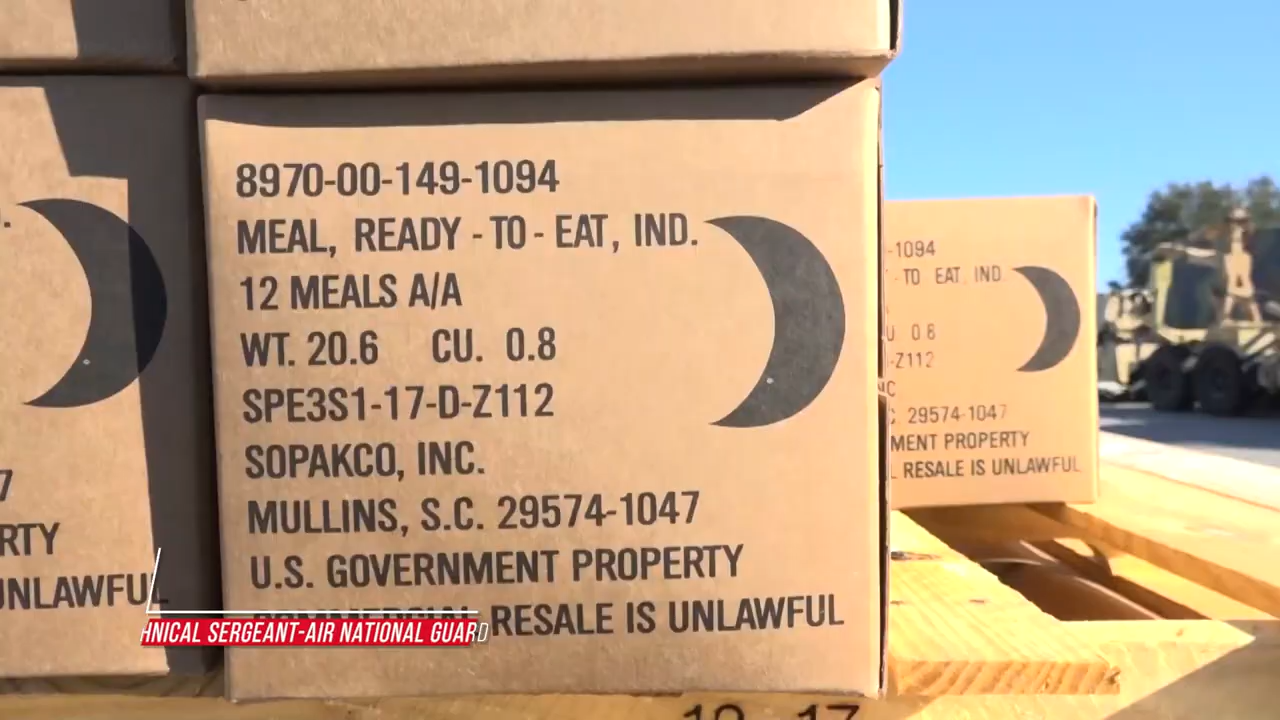 8970-00-149-1094
MEAL, READY - TO - EAT, IND.
12 MEALS A/A
WT. 20.6 CU. 0.8
SPE3S1-17-D-Z112
SOPAKCO, INC.
MULLINS, S.C. 29574-1047
U.S. GOVERNMENT PROPERTY
RESALE IS UNLAWFUL
-1094
- TO EAT, IND.
U 0 8
-Z112
NC
29574-1047
MENT PROPERTY
L RESALE IS UNLAWFUL
7
RTY
UNLAWFUL
HNICAL SERGEANT-AIR NATIONAL GUARD